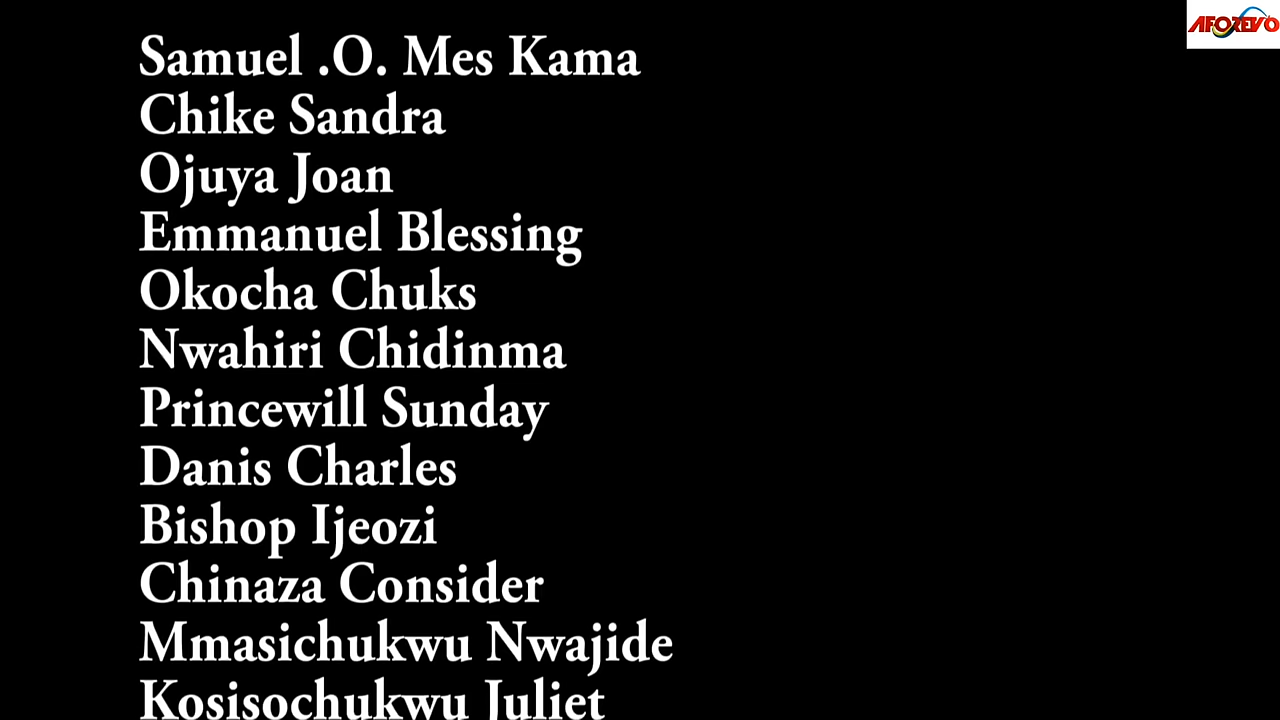 AFOREVO
Samuel .O. Mes Kama
Chike Sandra
Ojuya Joan
Emmanuel Blessing
Okocha Chuks
Nwahiri Chidinma
Princewill Sunday
Danis Charles
Bishop Ijeozi
Chinaza Consider
Mmasichukwu Nwajide
Kosisochukwu Juliet